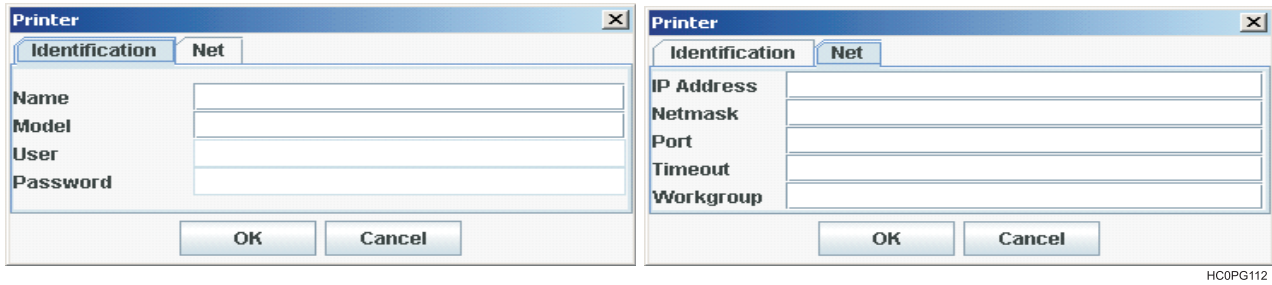 Printer
Identification Net
Name
Model
User
Password
OK Cancel
Printer
Identification Net
IP Address
Netmask
Port
Timeout
Workgroup
OK Cancel
HC0PG112